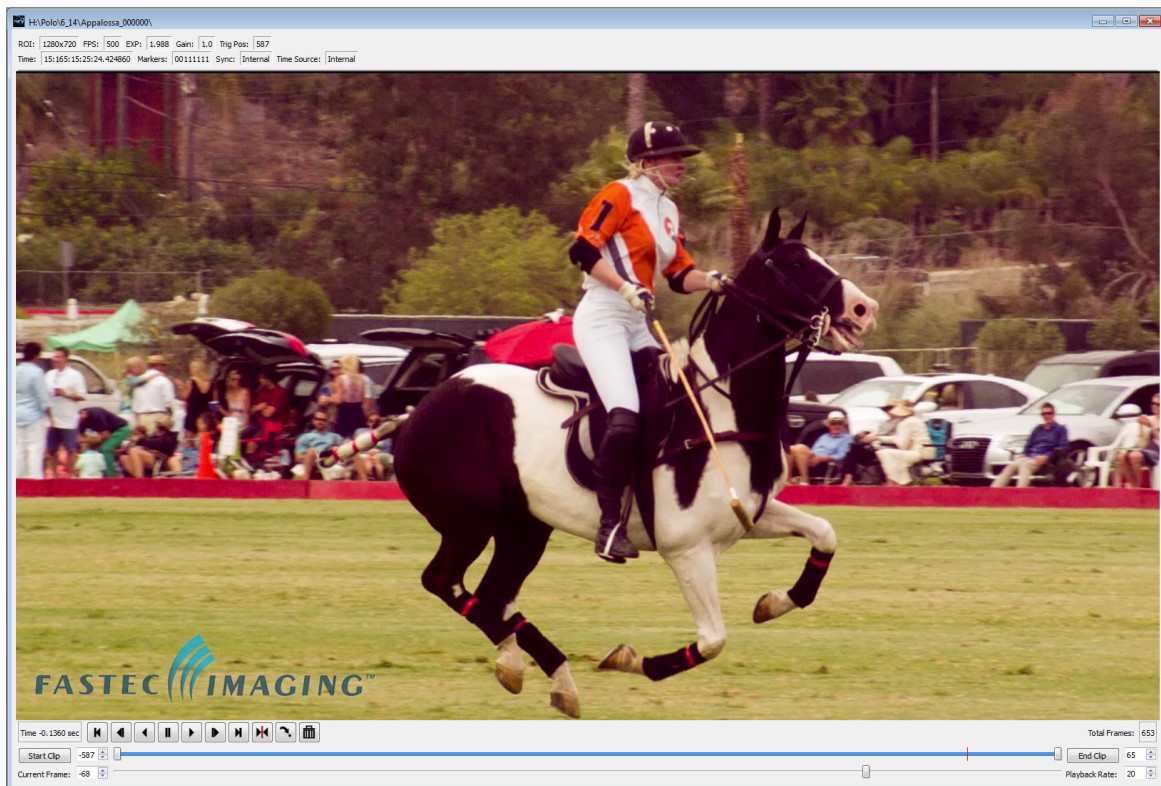 H:\Polo\6_14\Appalossa_000000\
ROI: 1280x720 FPS: 500 EXP: 1.988 Gain: 1.0 Trig Pos: 587
Time: 15:165:15:25:24.424860 Markers: 00111111 Sync: Internal Time Source: Internal
1
FASTEC IMAGING™
Time -0.1360 sec Total Frames: 653
Start Clip -587 End Clip 65
Current Frame: -68 Playback Rate: 20